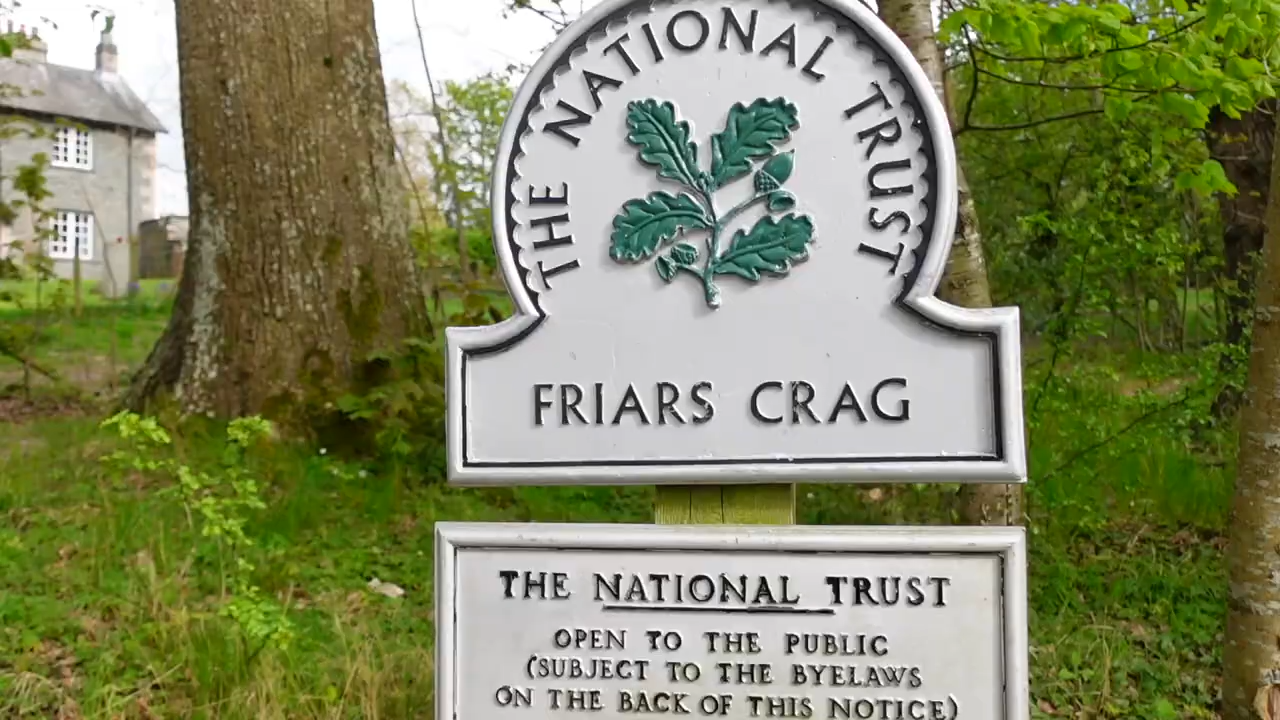 THE NATIONAL TRUST
FRIARS CRAG
THE NATIONAL TRUST
OPEN TO THE PUBLIC
(SUBJECT TO THE BYELAWS
ON THE BACK OF THIS NOTICE)